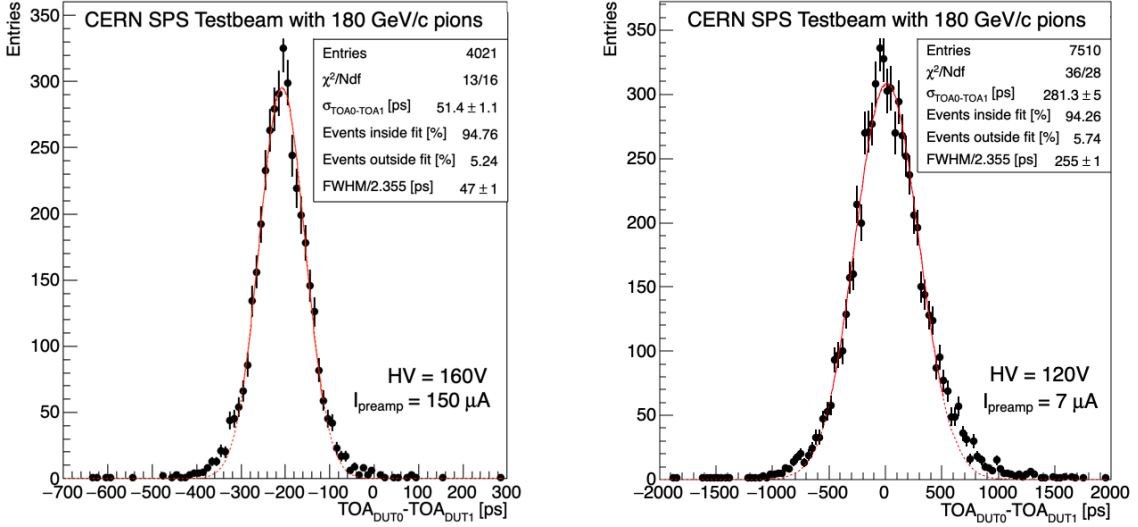 CERN SPS Testbeam with 180 GeV/c pions
Entries
350
300
250
200
150
100
50
0
Entries 4021
χ²/Ndf 13/16
σTOA0-TOA1 [ps] 51.4 ± 1.1
Events inside fit [%] 94.76
Events outside fit [%] 5.24
FWHM/2.355 [ps] 47 ± 1
HV = 160V
Ipreamp = 150 μA
−700 −600 −500 −400 −300 −200 −100 0 100 200 300
TOADUT0-TOADUT1 [ps]
CERN SPS Testbeam with 180 GeV/c pions
Entries
350
300
250
200
150
100
50
0
Entries 7510
χ²/Ndf 36/28
σTOA0-TOA1 [ps] 281.3 ± 5
Events inside fit [%] 94.26
Events outside fit [%] 5.74
FWHM/2.355 [ps] 255 ± 1
HV = 120V
Ipreamp = 7 μA
−2000 −1500 −1000 −500 0 500 1000 1500 2000
TOADUT0-TOADUT1 [ps]